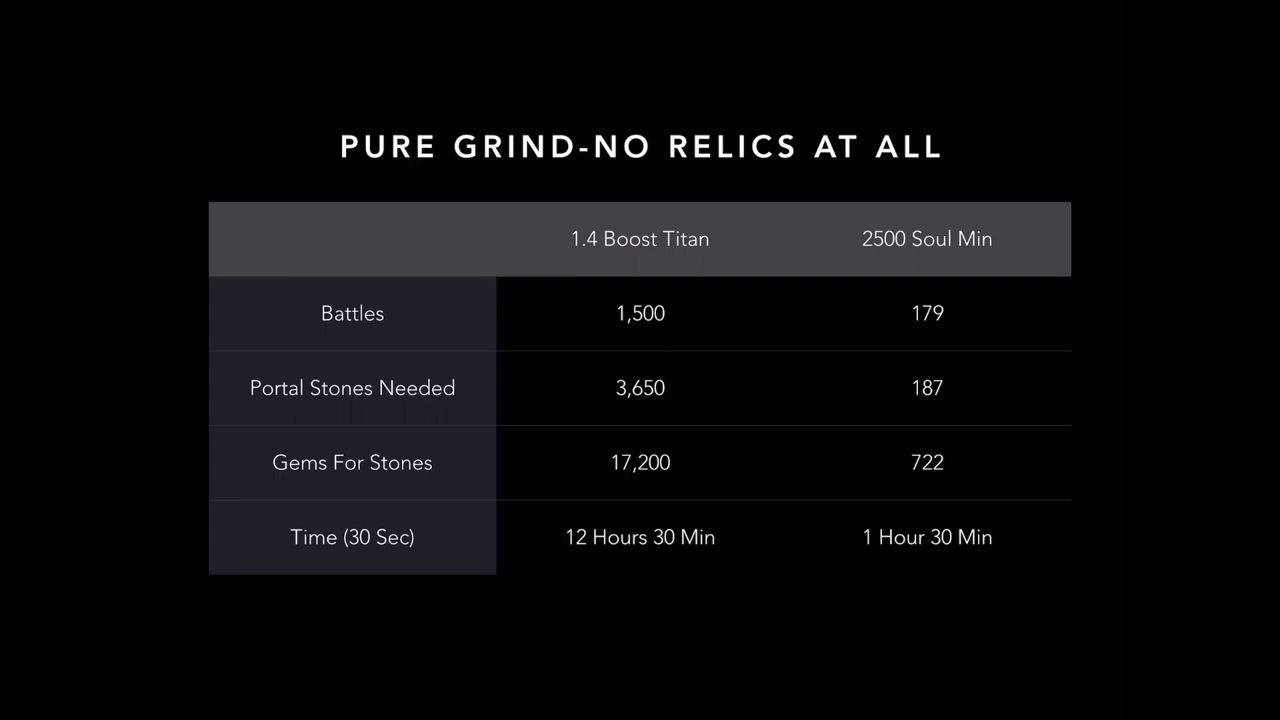 PURE GRIND-NO RELICS AT ALL
1.4 Boost Titan 2500 Soul Min
Battles 1,500 179
Portal Stones Needed 3,650 187
Gems For Stones 17,200 722
Time (30 Sec) 12 Hours 30 Min 1 Hour 30 Min